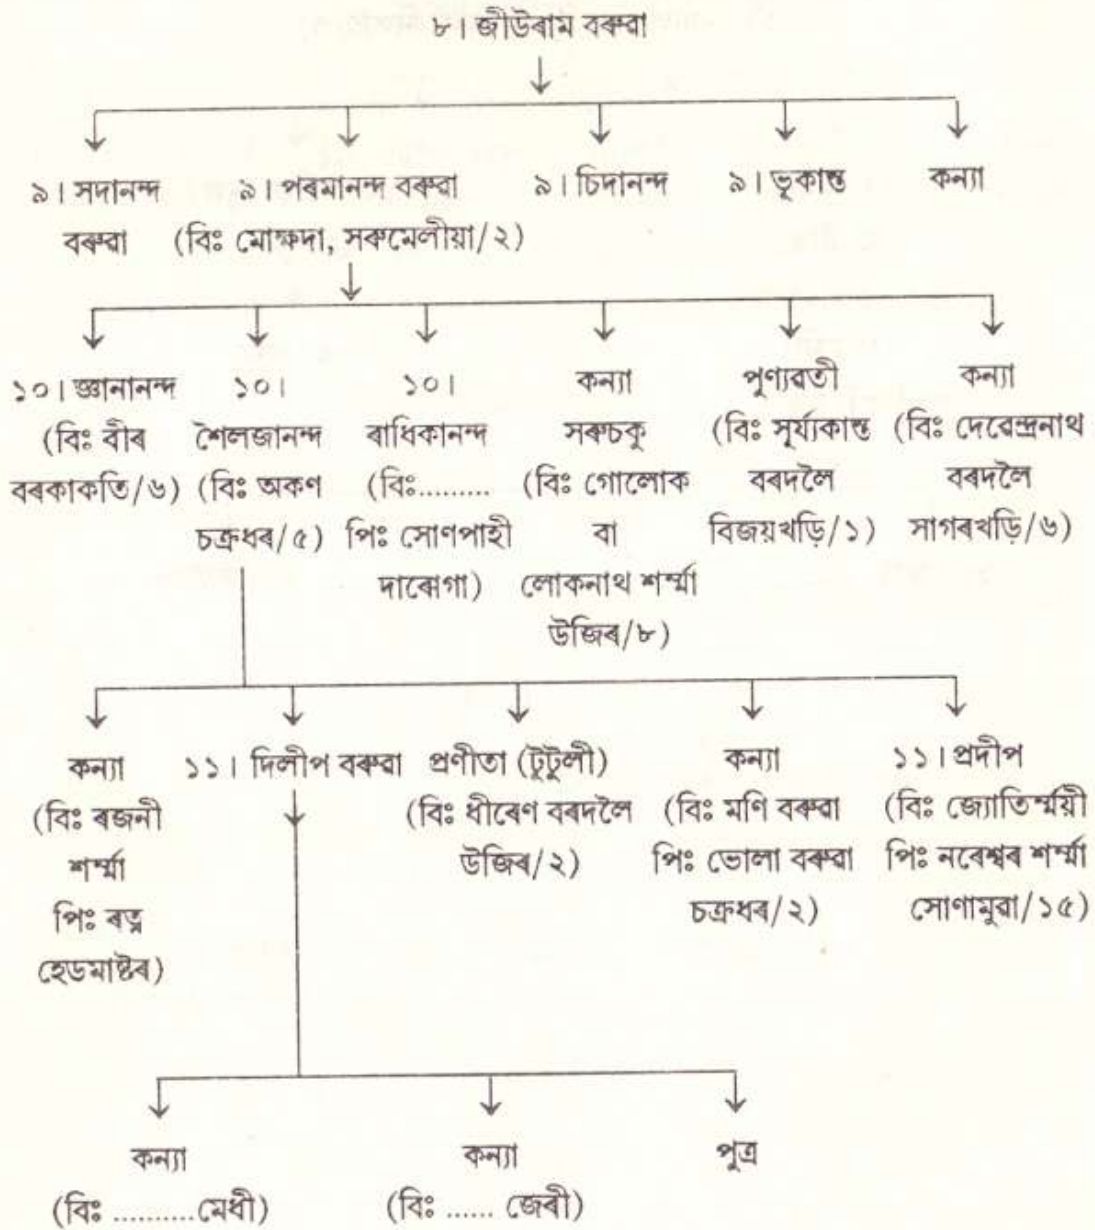 ৮। জীউৰাম বৰুৱা
৯। সদানন্দ ৯। পৰমানন্দ বৰুৱা ৯। চিদানন্দ ৯। ভূকান্ত কন্যা
বৰুৱা (বিঃ মোক্ষদা, সৰুমেলীয়া/২)
১০। জ্ঞানানন্দ ১০। ১০। কন্যা পুণ্যৱতী কন্যা
(বিঃ বীৰ শৈলজানন্দ ৰাধিকানন্দ সৰুচকু (বিঃ সূৰ্য্যকান্ত (বিঃ দেৱেন্দ্ৰনাথ
বৰকাকতি/৬) (বিঃ অকণ (বিঃ......... (বিঃ গোলোক বৰদলৈ বৰদলৈ
চক্ৰধৰ/৫) পিঃ সোণপাহী বা বিজয়খড়ি/১) সাগৰখড়ি/৬)
দাৰোগা) লোকনাথ শৰ্ম্মা
উজিৰ/৮)
কন্যা ১১। দিলীপ বৰুৱা প্ৰণীতা (টুটুলী) কন্যা ১১। প্ৰদীপ
(বিঃ ৰজনী (বিঃ ধীৰেণ বৰদলৈ (বিঃ মণি বৰুৱা (বিঃ জ্যোতিৰ্ম্ময়ী
শৰ্ম্মা উজিৰ/২) পিঃ ভোলা বৰুৱা পিঃ নৰেশ্বৰ শৰ্ম্মা
পিঃ ৰত্ন চক্ৰধৰ/২) সোণামুৱা/১৫)
হেডমাষ্টৰ)
কন্যা কন্যা পুত্ৰ
(বিঃ ..........মেধী) (বিঃ ...... জেৰী)